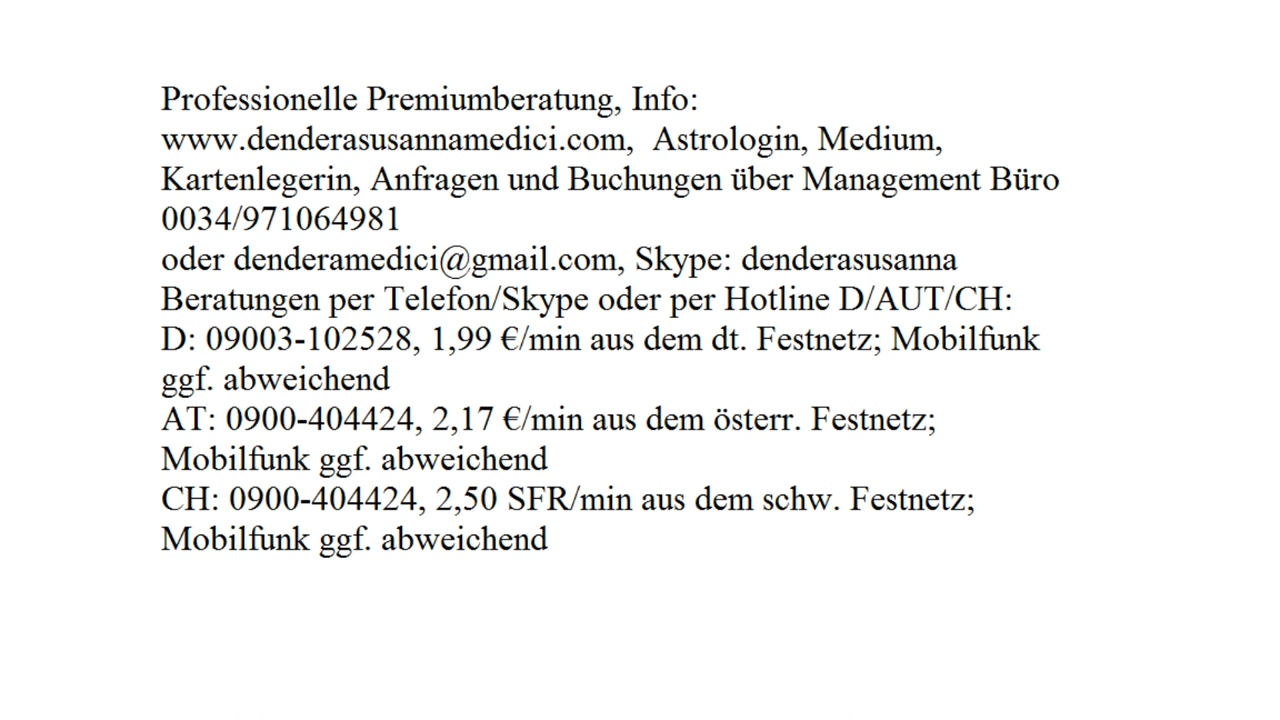 Professionelle Premiumberatung, Info:
www.denderasusannamedici.com,  Astrologin, Medium,
Kartenlegerin, Anfragen und Buchungen über Management Büro
0034/971064981
oder denderamedici@gmail.com, Skype: denderasusanna
Beratungen per Telefon/Skype oder per Hotline D/AUT/CH:
D: 09003-102528, 1,99 €/min aus dem dt. Festnetz; Mobilfunk
ggf. abweichend
AT: 0900-404424, 2,17 €/min aus dem österr. Festnetz;
Mobilfunk ggf. abweichend
CH: 0900-404424, 2,50 SFR/min aus dem schw. Festnetz;
Mobilfunk ggf. abweichend